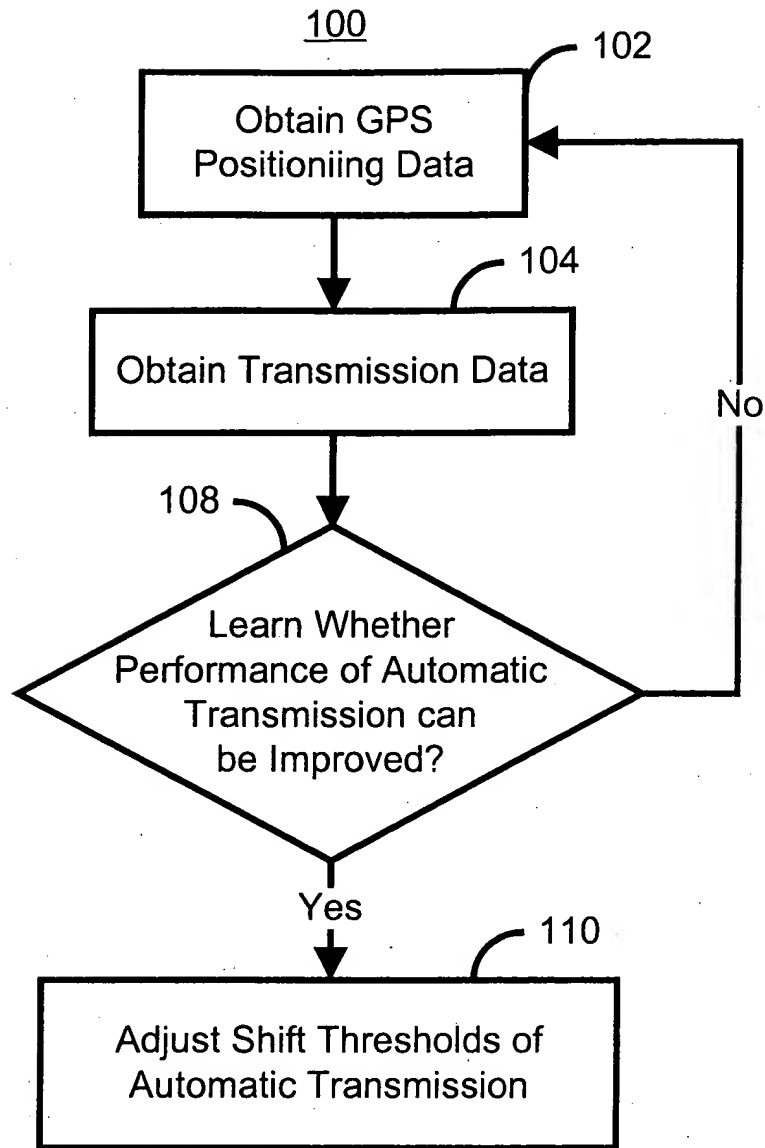 100
102
Obtain GPS
Positioniing Data
104
Obtain Transmission Data
No
108
Learn Whether
Performance of Automatic
Transmission can
be Improved?
Yes
110
Adjust Shift Thresholds of
Automatic Transmission